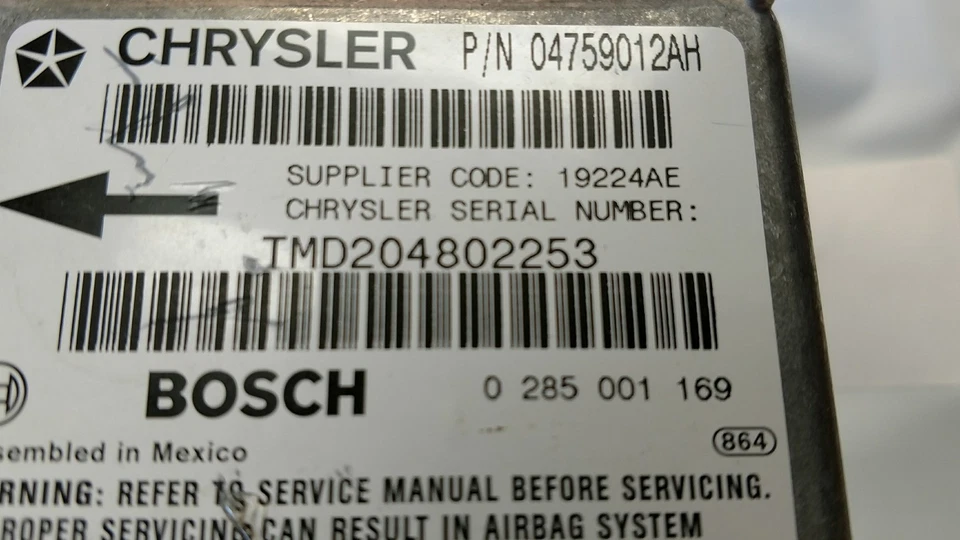 CHRYSLER P/N 04759012AH
SUPPLIER CODE: 19224AE
CHRYSLER SERIAL NUMBER:
TMD204802253
BOSCH 0 285 001 169
864
sembled in Mexico
RNING: REFER TO SERVICE MANUAL BEFORE SERVICING.
ROPER SERVICING CAN RESULT IN AIRBAG SYSTEM